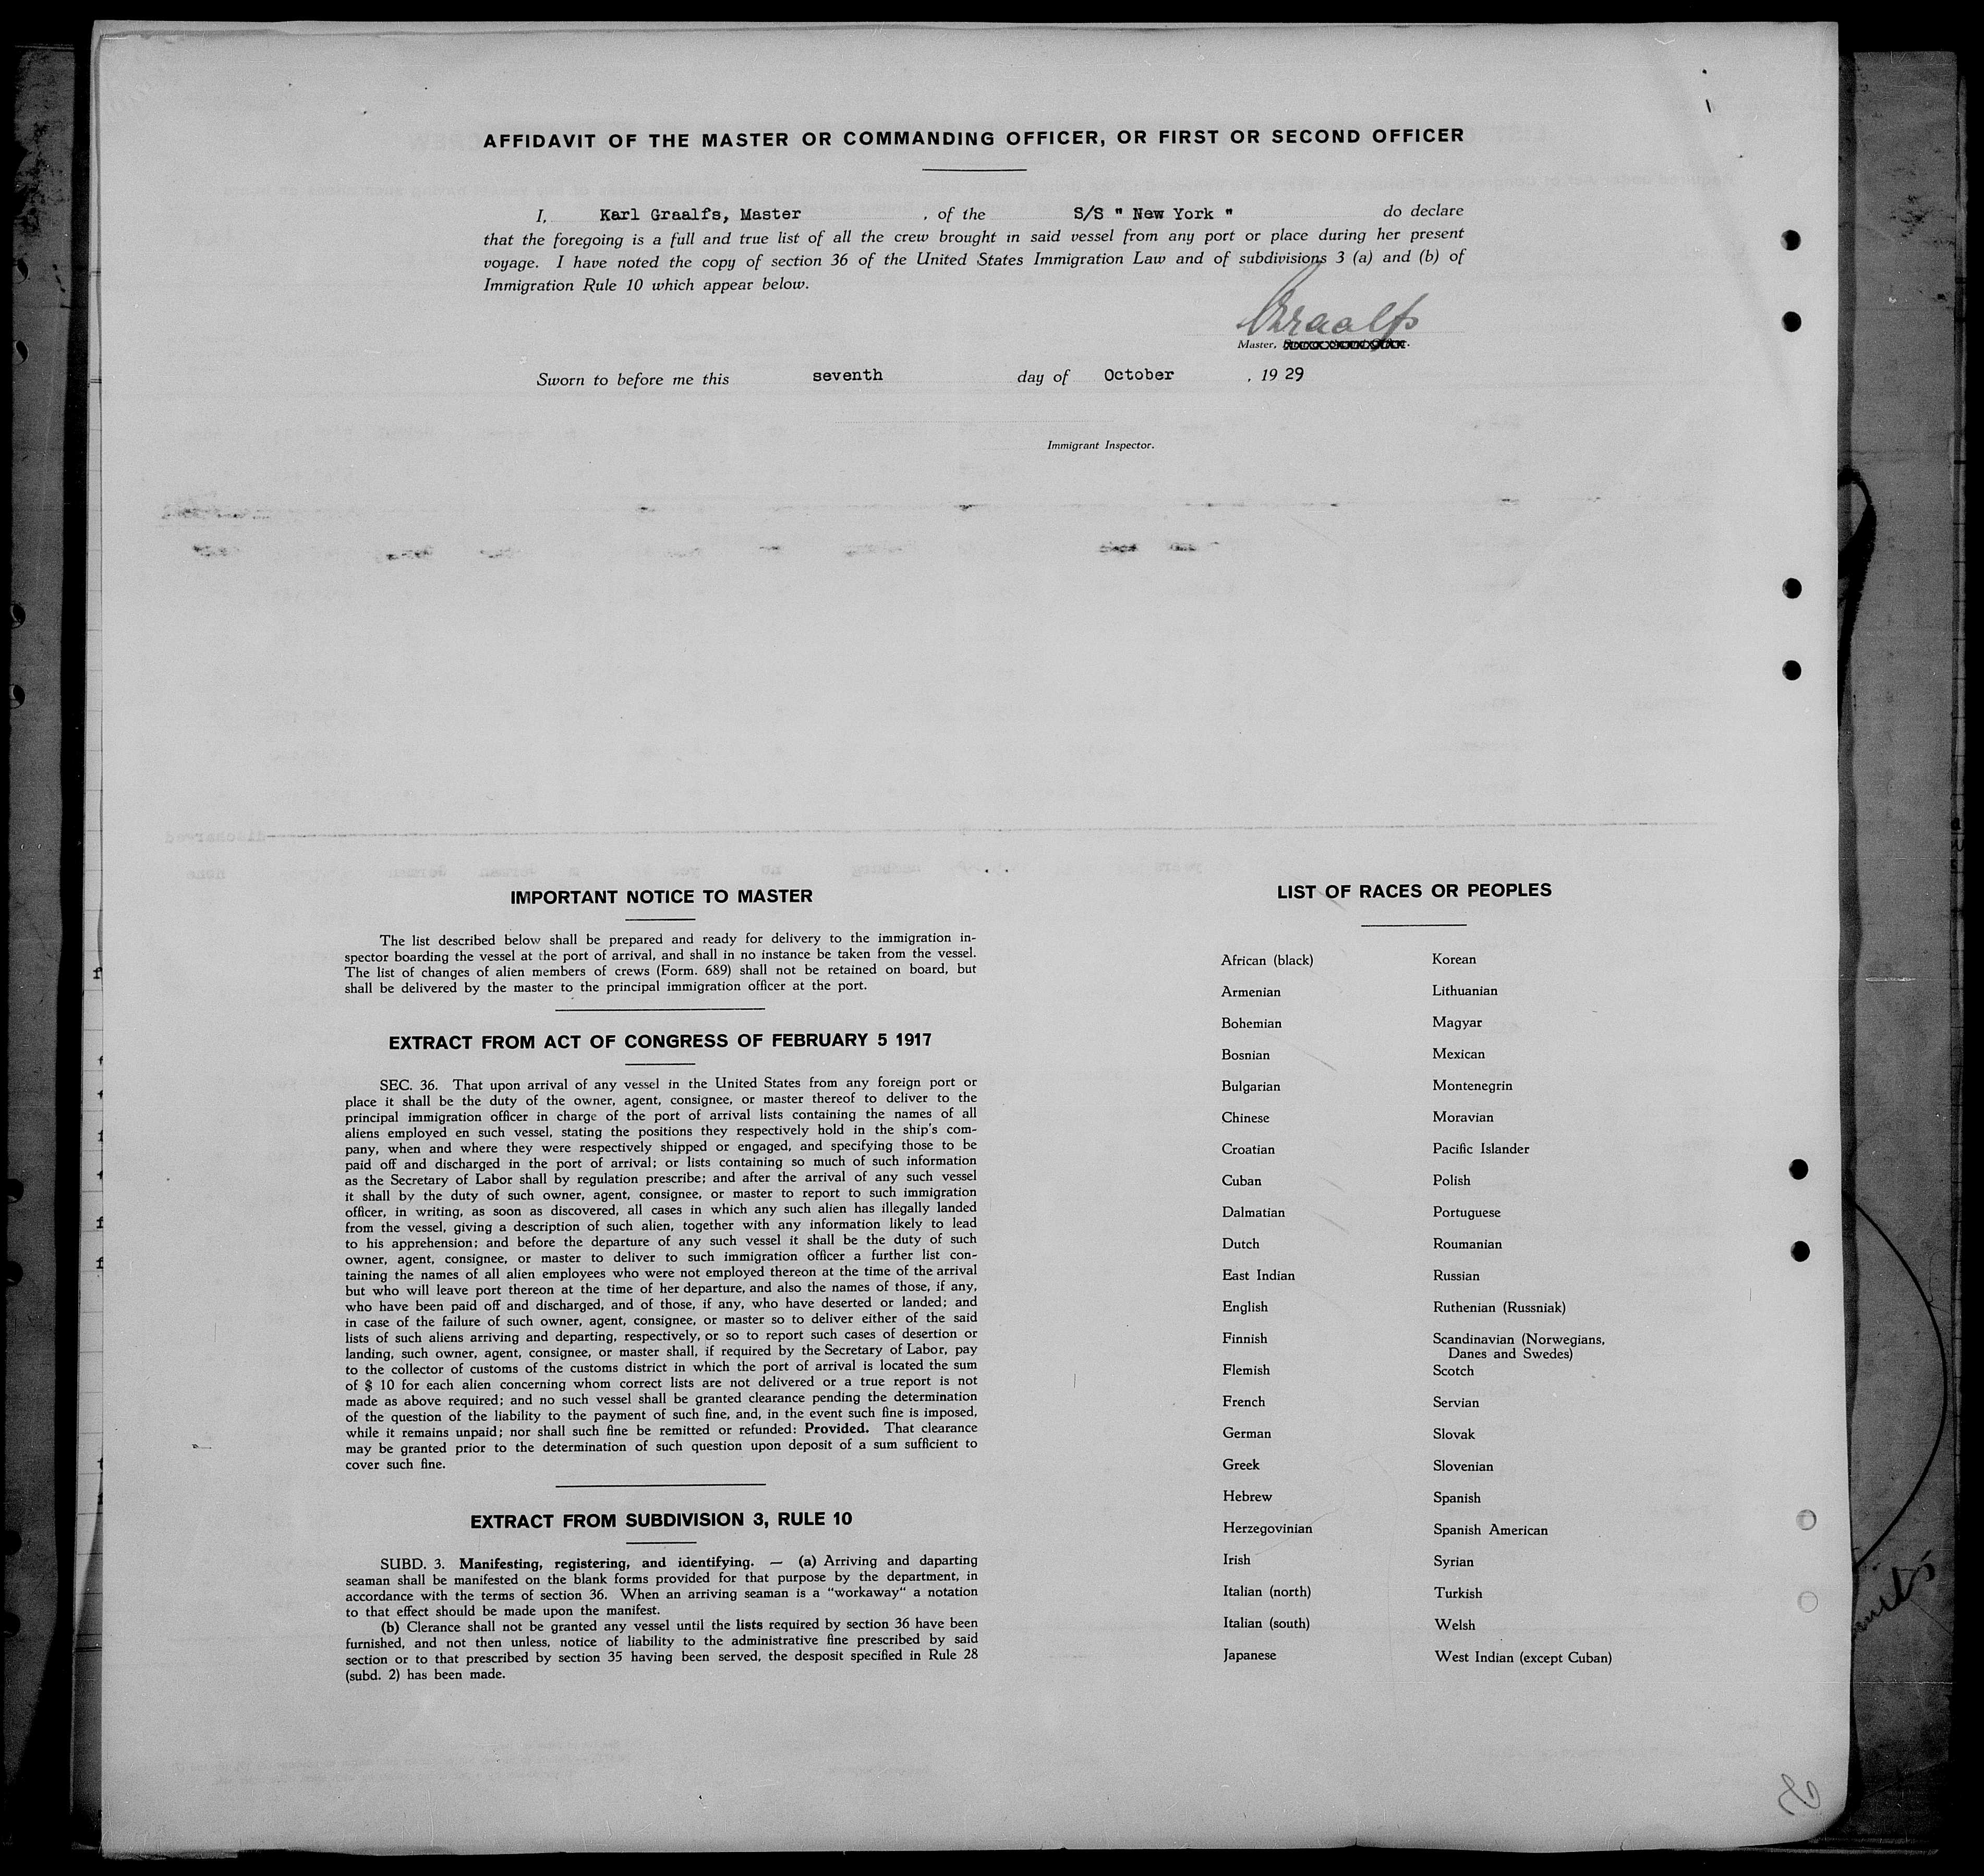 AFFIDAVIT OF THE MASTER OR COMMANDING OFFICER, OR FIRST OR SECOND OFFICER
I, Karl Graalfs, Master , of the S/S " New York " do declare
that the foregoing is a full and true list of all the crew brought in said vessel from any port or place during her present
voyage. I have noted the copy of section 36 of the United States Immigration Law and of subdivisions 3 (a) and (b) of
Immigration Rule 10 which appear below.
Graalfs
Master,
Sworn to before me this seventh day of October , 19 29
Immigrant Inspector.
IMPORTANT NOTICE TO MASTER
The list described below shall be prepared and ready for delivery to the immigration in-
spector boarding the vessel at the port of arrival, and shall in no instance be taken from the vessel.
The list of changes of alien members of crews (Form. 689) shall not be retained on board, but
shall be delivered by the master to the principal immigration officer at the port.
EXTRACT FROM ACT OF CONGRESS OF FEBRUARY 5 1917
SEC. 36. That upon arrival of any vessel in the United States from any foreign port or
place it shall be the duty of the owner, agent, consignee, or master thereof to deliver to the
principal immigration officer in charge of the port of arrival lists containing the names of all
aliens employed en such vessel, stating the positions they respectively hold in the ship's com-
pany, when and where they were respectively shipped or engaged, and specifying those to be
paid off and discharged in the port of arrival; or lists containing so much of such information
as the Secretary of Labor shall by regulation prescribe; and after the arrival of any such vessel
it shall by the duty of such owner, agent, consignee, or master to report to such immigration
officer, in writing, as soon as discovered, all cases in which any such alien has illegally landed
from the vessel, giving a description of such alien, together with any information likely to lead
to his apprehension; and before the departure of any such vessel it shall be the duty of such
owner, agent, consignee, or master to deliver to such immigration officer a further list con-
taining the names of all alien employees who were not employed thereon at the time of the arrival
but who will leave port thereon at the time of her departure, and also the names of those, if any,
who have been paid off and discharged, and of those, if any, who have deserted or landed; and
in case of the failure of such owner, agent, consignee, or master so to deliver either of the said
lists of such aliens arriving and departing, respectively, or so to report such cases of desertion or
landing, such owner, agent, consignee, or master shall, if required by the Secretary of Labor, pay
to the collector of customs of the customs district in which the port of arrival is located the sum
of $ 10 for each alien concerning whom correct lists are not delivered or a true report is not
made as above required; and no such vessel shall be granted clearance pending the determination
of the question of the liability to the payment of such fine, and, in the event such fine is imposed,
while it remains unpaid; nor shall such fine be remitted or refunded: Provided. That clearance
may be granted prior to the determination of such question upon deposit of a sum sufficient to
cover such fine.
EXTRACT FROM SUBDIVISION 3, RULE 10
SUBD. 3. Manifesting, registering, and identifying. — (a) Arriving and daparting
seaman shall be manifested on the blank forms provided for that purpose by the department, in
accordance with the terms of section 36. When an arriving seaman is a "workaway" a notation
to that effect should be made upon the manifest.
(b) Clerance shall not be granted any vessel until the lists required by section 36 have been
furnished, and not then unless, notice of liability to the administrative fine prescribed by said
section or to that prescribed by section 35 having been served, the desposit specified in Rule 28
(subd. 2) has been made.
LIST OF RACES OR PEOPLES
African (black)
Armenian
Bohemian
Bosnian
Bulgarian
Chinese
Croatian
Cuban
Dalmatian
Dutch
East Indian
English
Finnish
Flemish
French
German
Greek
Hebrew
Herzegovinian
Irish
Italian (north)
Italian (south)
Japanese
Korean
Lithuanian
Magyar
Mexican
Montenegrin
Moravian
Pacific Islander
Polish
Portuguese
Roumanian
Russian
Ruthenian (Russniak)
Scandinavian (Norwegians,
Danes and Swedes)
Scotch
Servian
Slovak
Slovenian
Spanish
Spanish American
Syrian
Turkish
Welsh
West Indian (except Cuban)